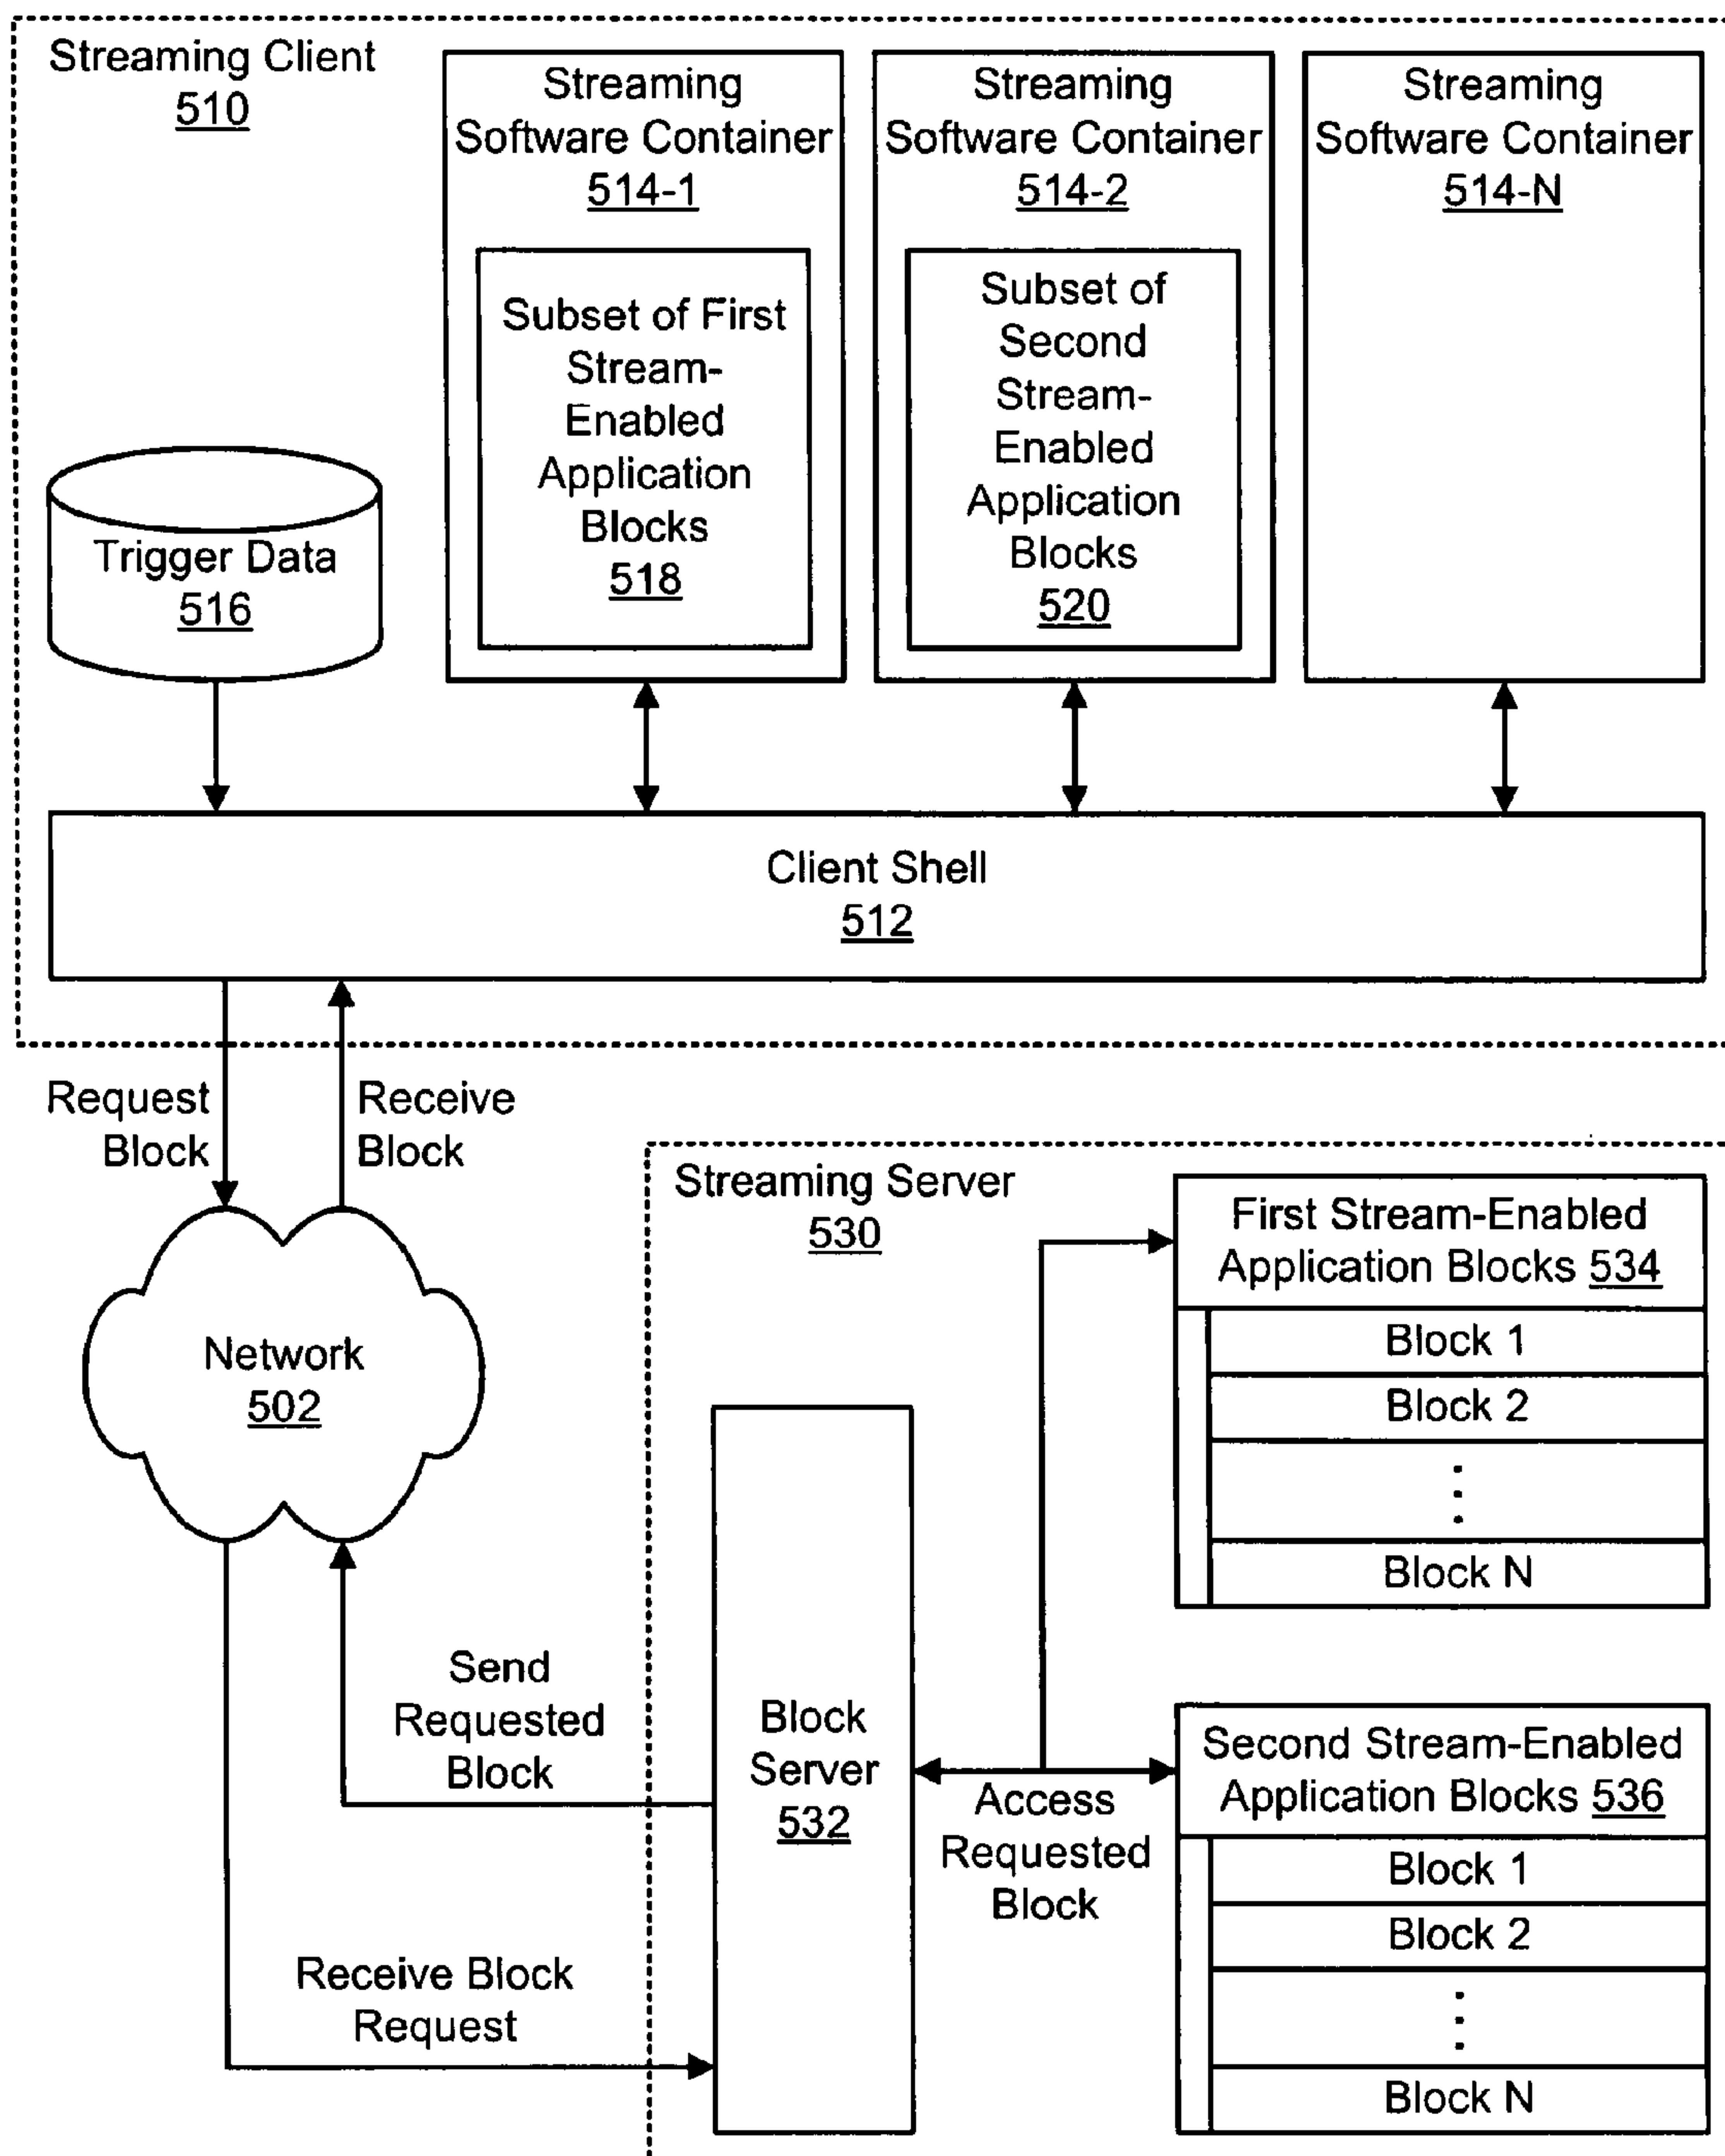 Streaming Client
510
Streaming
Software Container
514-1
Subset of First
Stream-
Enabled
Application
Blocks
518
Streaming
Software Container
514-2
Subset of
Second
Stream-
Enabled
Application
Blocks
520
Streaming
Software Container
514-N
Trigger Data
516
Client Shell
512
Request
Block
Receive
Block
Network
502
Streaming Server
530
First Stream-Enabled
Application Blocks 534
Block 1
Block 2
Block N
Send
Requested
Block
Block
Server
532
Access
Requested
Block
Second Stream-Enabled
Application Blocks 536
Block 1
Block 2
Block N
Receive Block
Request